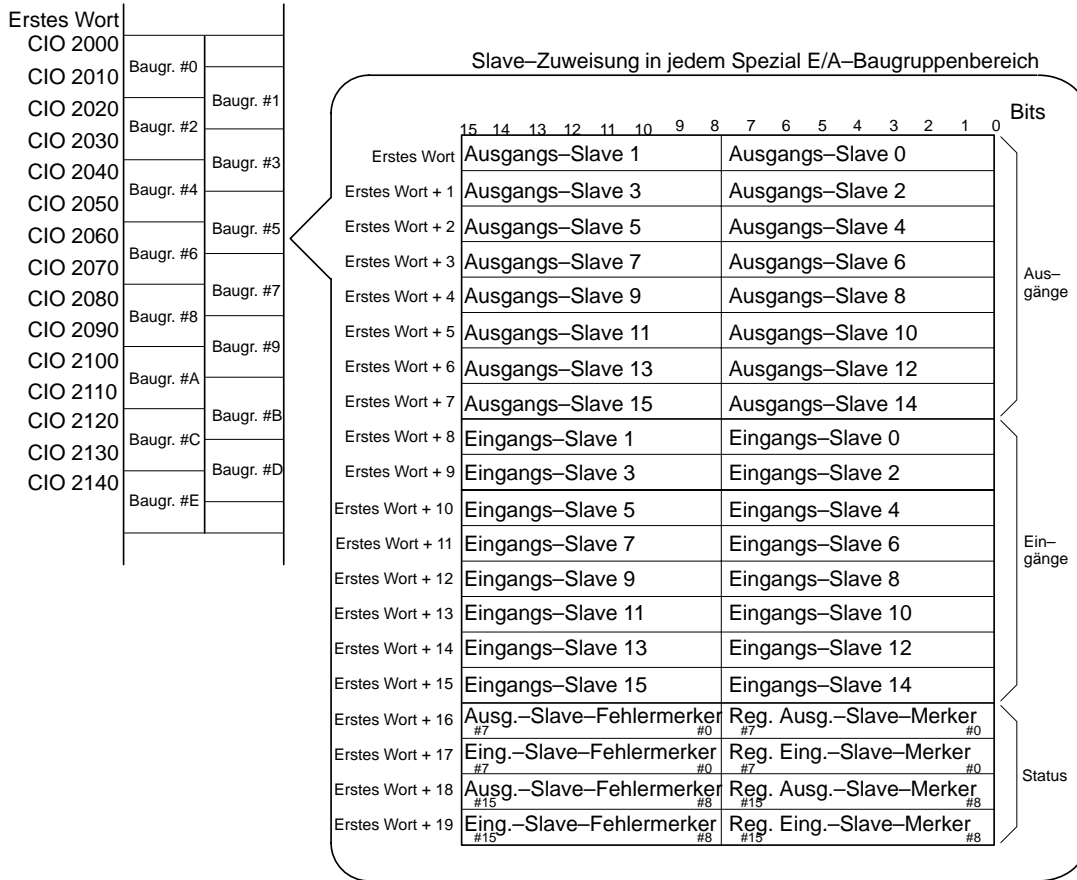 Erstes Wort
CIO 2000
CIO 2010
CIO 2020
CIO 2030
CIO 2040
CIO 2050
CIO 2060
CIO 2070
CIO 2080
CIO 2090
CIO 2100
CIO 2110
CIO 2120
CIO 2130
CIO 2140
Baugr. #0
Baugr. #2
Baugr. #4
Baugr. #6
Baugr. #8
Baugr. #A
Baugr. #C
Baugr. #E
Baugr. #1
Baugr. #3
Baugr. #5
Baugr. #7
Baugr. #9
Baugr. #B
Baugr. #D
Slave–Zuweisung in jedem Spezial E/A–Baugruppenbereich
Bits
15 14 13 12 11 10 9 8 7 6 5 4 3 2 1 0
Erstes Wort Ausgangs–Slave 1 Ausgangs–Slave 0
Erstes Wort + 1 Ausgangs–Slave 3 Ausgangs–Slave 2
Erstes Wort + 2 Ausgangs–Slave 5 Ausgangs–Slave 4
Erstes Wort + 3 Ausgangs–Slave 7 Ausgangs–Slave 6
Erstes Wort + 4 Ausgangs–Slave 9 Ausgangs–Slave 8
Erstes Wort + 5 Ausgangs–Slave 11 Ausgangs–Slave 10
Erstes Wort + 6 Ausgangs–Slave 13 Ausgangs–Slave 12
Erstes Wort + 7 Ausgangs–Slave 15 Ausgangs–Slave 14
Aus–
gänge
Erstes Wort + 8 Eingangs–Slave 1 Eingangs–Slave 0
Erstes Wort + 9 Eingangs–Slave 3 Eingangs–Slave 2
Erstes Wort + 10 Eingangs–Slave 5 Eingangs–Slave 4
Erstes Wort + 11 Eingangs–Slave 7 Eingangs–Slave 6
Erstes Wort + 12 Eingangs–Slave 9 Eingangs–Slave 8
Erstes Wort + 13 Eingangs–Slave 11 Eingangs–Slave 10
Erstes Wort + 14 Eingangs–Slave 13 Eingangs–Slave 12
Erstes Wort + 15 Eingangs–Slave 15 Eingangs–Slave 14
Ein–
gänge
Erstes Wort + 16 Ausg.–Slave–Fehlermerker Reg. Ausg.–Slave–Merker
#7 #0 #7 #0
Erstes Wort + 17 Eing.–Slave–Fehlermerker Reg. Eing.–Slave–Merker
#7 #0 #7 #0
Erstes Wort + 18 Ausg.–Slave–Fehlermerker Reg. Ausg.–Slave–Merker
#15 #8 #15 #8
Erstes Wort + 19 Eing.–Slave–Fehlermerker Reg. Eing.–Slave–Merker
#15 #8 #15 #8
Status